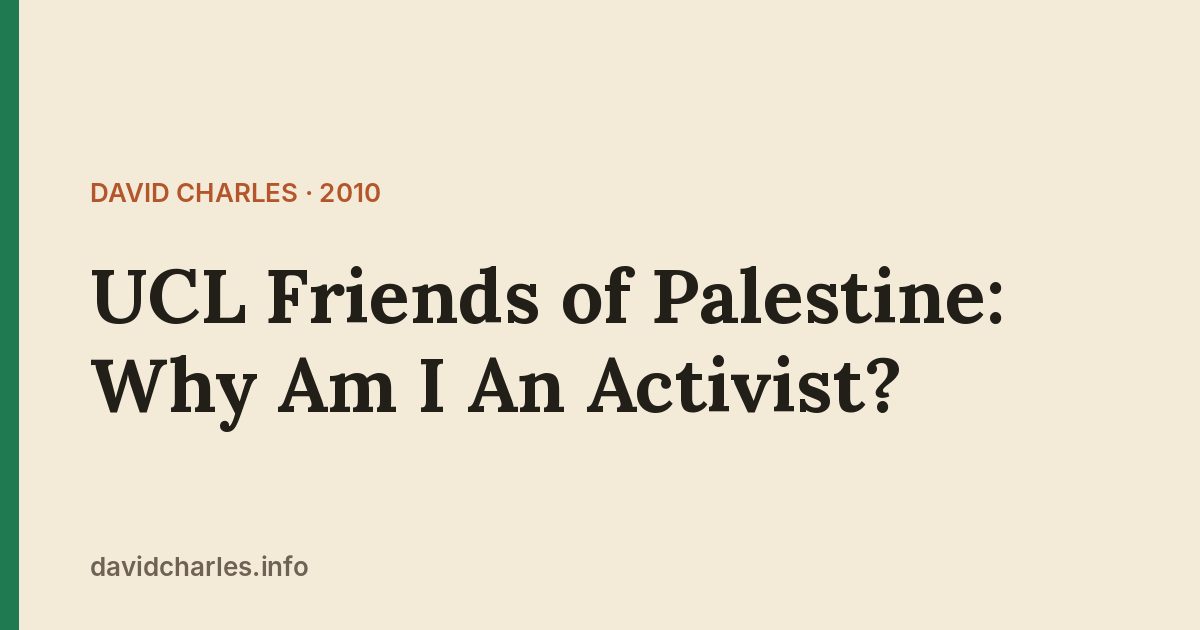 DAVID CHARLES · 2010
UCL Friends of Palestine:
Why Am I An Activist?
davidcharles.info